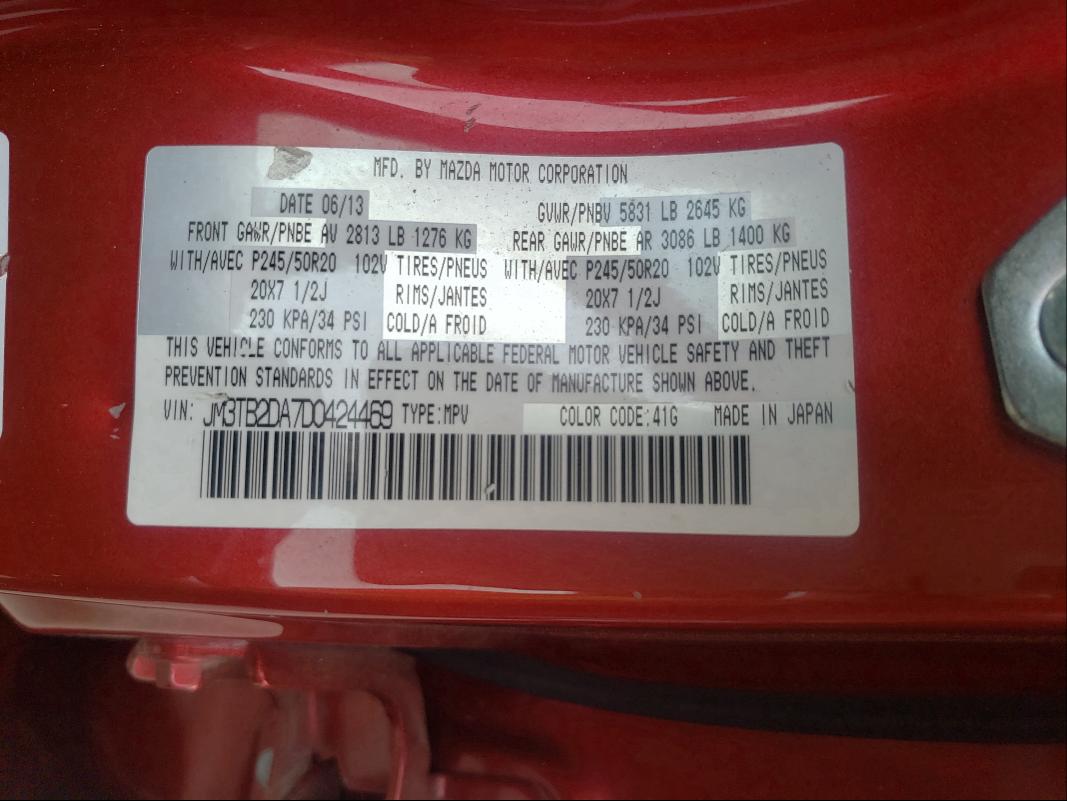 MFD. BY MAZDA MOTOR CORPORATION
DATE 06/13 GVWR/PNBV 5831 LB 2645 KG
FRONT GAWR/PNBE AV 2813 LB 1276 KG REAR GAWR/PNBE AR 3086 LB 1400 KG
WITH/AVEC P245/50R20 102V TIRES/PNEUS WITH/AVEC P245/50R20 102V TIRES/PNEUS
20X7 1/2J RIMS/JANTES 20X7 1/2J RIMS/JANTES
230 KPA/34 PSI COLD/A FROID 230 KPA/34 PSI COLD/A FROID
THIS VEHICLE CONFORMS TO ALL APPLICABLE FEDERAL MOTOR VEHICLE SAFETY AND THEFT
PREVENTION STANDARDS IN EFFECT ON THE DATE OF MANUFACTURE SHOWN ABOVE.
VIN: JM3TB2DA7D0424469 TYPE:MPV COLOR CODE:41G MADE IN JAPAN